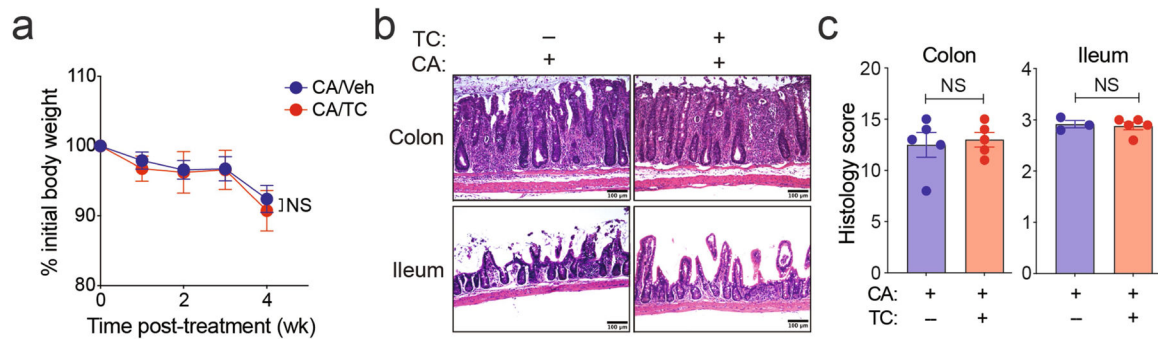 a
% initial body weight
110
100
90
80
CA/Veh
CA/TC
NS
0
2
4
Time post-treatment (wk)
b
TC: – +
CA: + +
Colon
100 µm
100 µm
Ileum
100 µm
100 µm
c
Colon
Histology score
20
15
10
5
0
NS
Ileum
4
3
2
1
0
NS
CA: + + + +
TC: – + – +